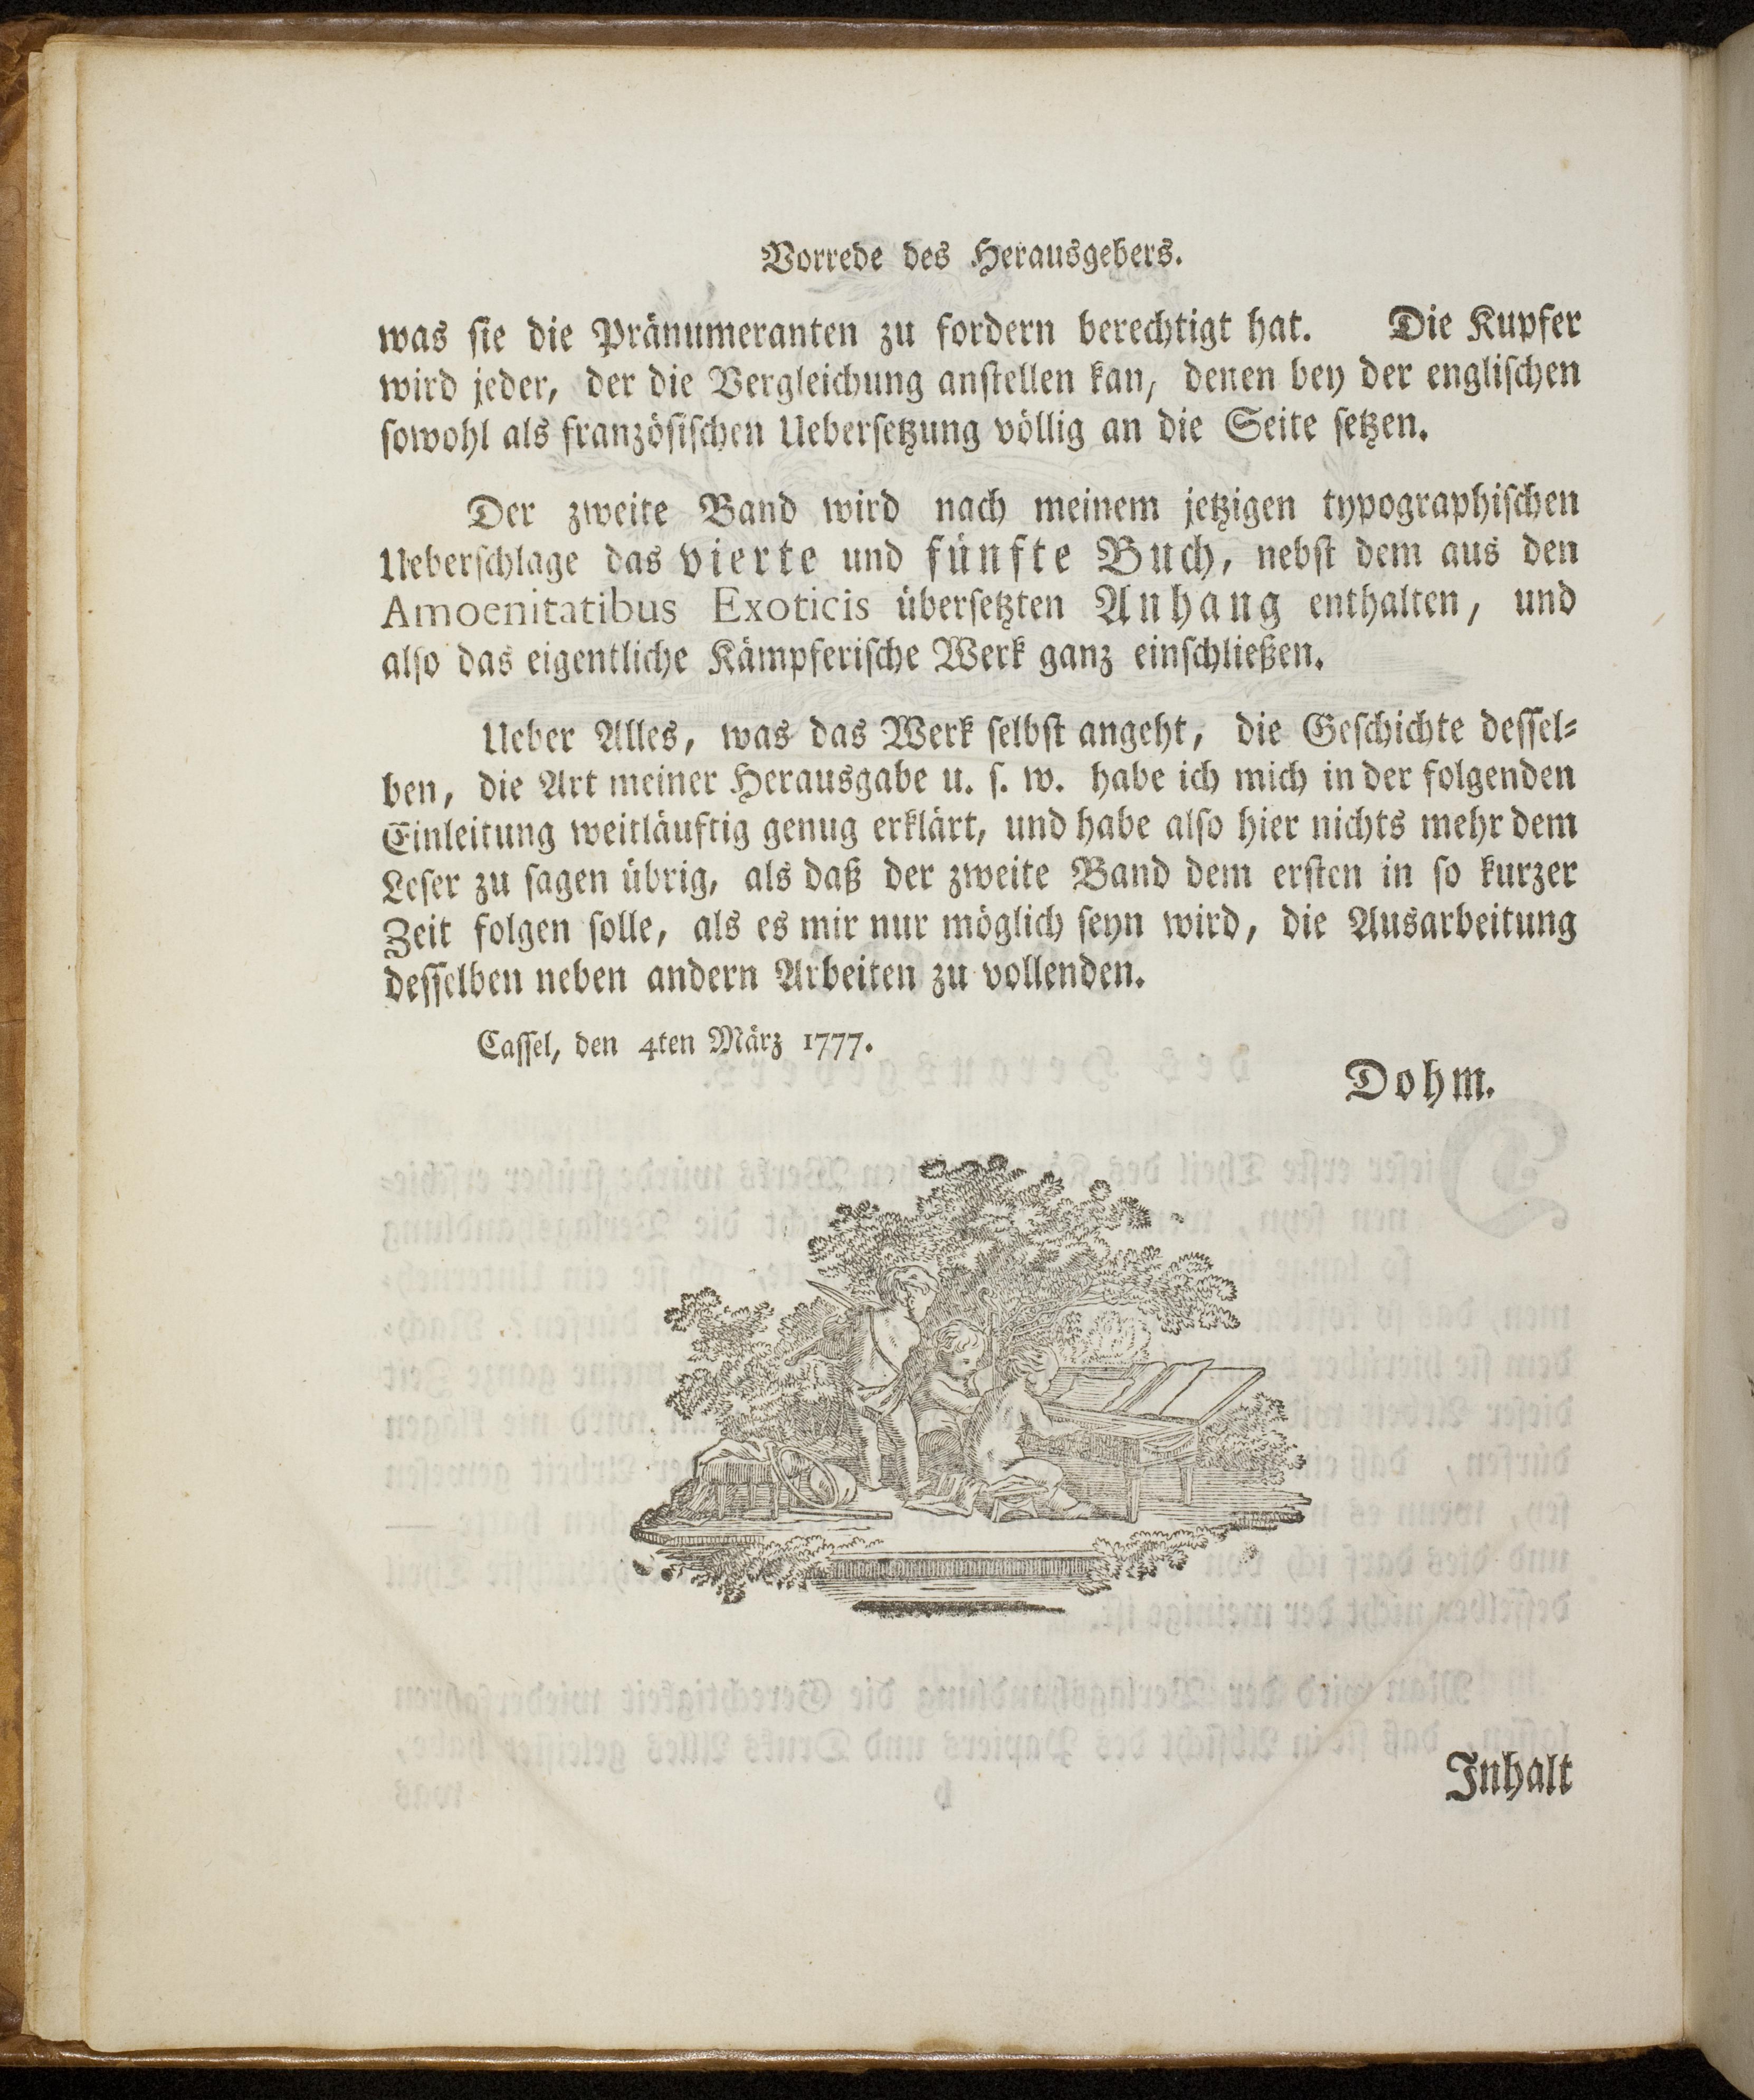 Vorrede des Herausgebers.
was ſie die Pränumeranten zu fordern berechtigt hat. Die Kupfer
wird jeder, der die Vergleichung anſtellen kan, denen bey der engliſchen
ſowohl als franzöſiſchen Ueberſetzung völlig an die Seite ſetzen.
Der zweite Band wird nach meinem jetzigen typographiſchen
Ueberſchlage das vierte und fünfte Buch, nebſt dem aus den
Amoenitatibus Exoticis überſetzten Anhang enthalten, und
alſo das eigentliche Kämpferiſche Werk ganz einſchließen.
Ueber Alles, was das Werk ſelbſt angeht, die Geſchichte deſſel-
ben, die Art meiner Herausgabe u. ſ. w. habe ich mich in der folgenden
Einleitung weitläuftig genug erklärt, und habe alſo hier nichts mehr dem
Leſer zu ſagen übrig, als daß der zweite Band dem erſten in ſo kurzer
Zeit folgen ſolle, als es mir nur möglich ſeyn wird, die Ausarbeitung
deſſelben neben andern Arbeiten zu vollenden.
Caſſel, den 4ten März 1777.
Dohm.
Inhalt